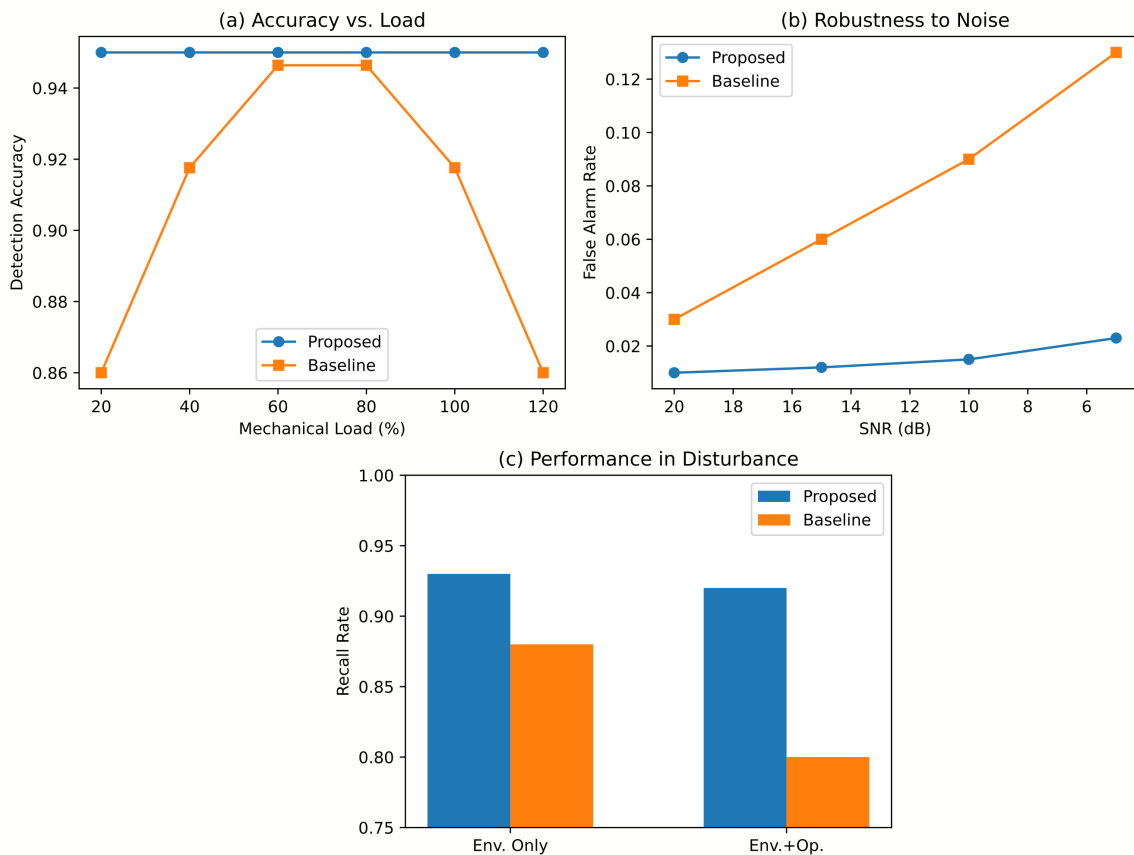 (a) Accuracy vs. Load
Detection Accuracy
0.94
0.92
0.90
0.88
0.86
Proposed
Baseline
20 40 60 80 100 120
Mechanical Load (%)
(b) Robustness to Noise
False Alarm Rate
0.12
0.10
0.08
0.06
0.04
0.02
Proposed
Baseline
20 18 16 14 12 10 8 6
SNR (dB)
(c) Performance in Disturbance
Recall Rate
1.00
0.95
0.90
0.85
0.80
0.75
Proposed
Baseline
Env. Only Env.+Op.